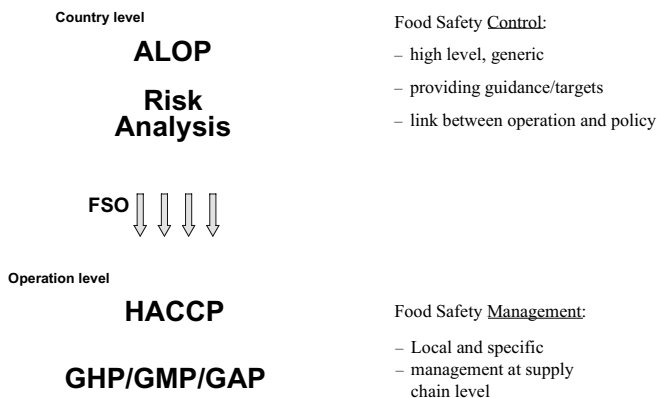 Country level
ALOP
Risk
Analysis
Food Safety Control:
– high level, generic
– providing guidance/targets
– link between operation and policy
FSO
Operation level
HACCP
GHP/GMP/GAP
Food Safety Management:
– Local and specific
– management at supply
chain level